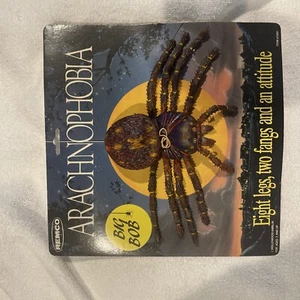 ARACHNOPHOBIA
BIG
BOB
REMCO
Eight legs, two fangs and an attitude